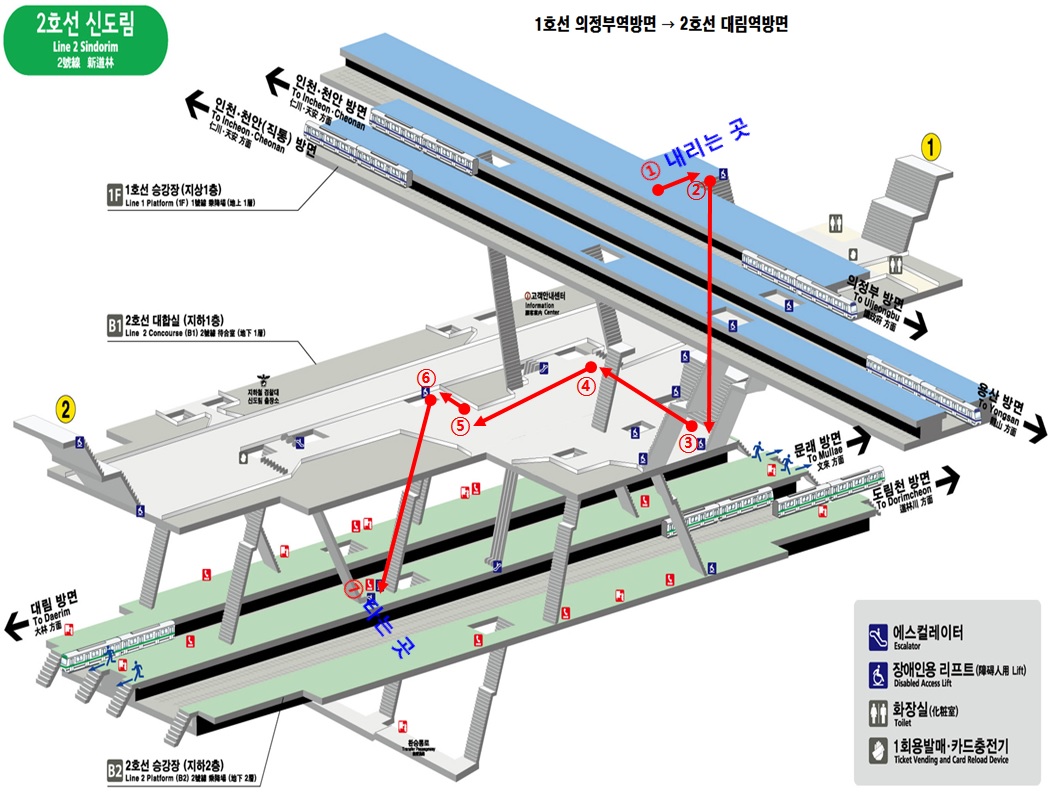 2호선 신도림
Line 2 Sindorim
2號線 新道林
1호선 의정부역방면 → 2호선 대림역방면
인천·천안 방면
To Incheon·Cheonan
仁川·天安 方面
인천·천안(직통) 방면
To Incheon·Cheonan
仁川·天安 方面
① 내리는 곳
②
1
1F 1호선 승강장 (지상1층)
Line 1 Platform (1F) 1號線 乘降場 (地上 1層)
의정부 방면
To Uijeongbu
議政府 方面
고객안내센터
Information
Center
B1 2호선 대합실 (지하1층)
Line 2 Concourse (B1) 2號線 待合室 (地下 1層)
용산 방면
To Yongsan
龍山 方面
지하철 경찰대
신도림 출장소
⑥
④
⑤
③
2
문래 방면
To Mullae
文來 方面
도림천 방면
To Dorimcheon
道林川 方面
대림 방면
To Daerim
大林 方面
⑦ 타는 곳
환승통로
Transfer Passageway
B2 2호선 승강장 (지하2층)
Line 2 Platform (B2) 2號線 乘降場 (地下 2層)
에스컬레이터
Escalator
장애인용 리프트(障碍人用 Lift)
Disabled Access Lift
화장실(化粧室)
Toilet
1회용발매·카드충전기
Ticket Vending and Card Reload Device